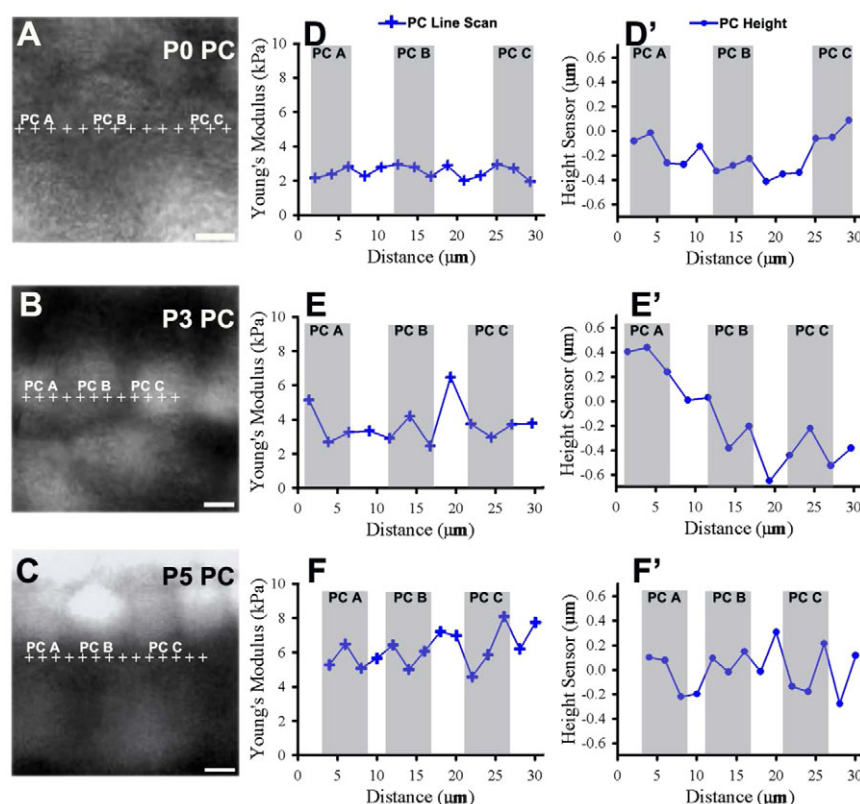 A
P0 PC
PC A PC B PC C
D
PC Line Scan
Young's Modulus (kPa)
10
8
6
4
2
0
PC A PC B PC C
0 5 10 15 20 25 30
Distance (μm)
D'
PC Height
Height Sensor (μm)
0.6
0.4
0.2
0.0
-0.2
-0.4
-0.6
PC A PC B PC C
0 5 10 15 20 25 30
Distance (μm)
B
P3 PC
PC A PC B PC C
E
Young's Modulus (kPa)
10
8
6
4
2
0
PC A PC B PC C
0 5 10 15 20 25 30
Distance (μm)
E'
Height Sensor (μm)
0.6
0.4
0.2
0.0
-0.2
-0.4
-0.6
PC A PC B PC C
0 5 10 15 20 25 30
Distance (μm)
C
P5 PC
PC A PC B PC C
F
Young's Modulus (kPa)
10
8
6
4
2
0
PC A PC B PC C
0 5 10 15 20 25 30
Distance (μm)
F'
Height Sensor (μm)
0.6
0.4
0.2
0.0
-0.2
-0.4
-0.6
PC A PC B PC C
0 5 10 15 20 25 30
Distance (μm)